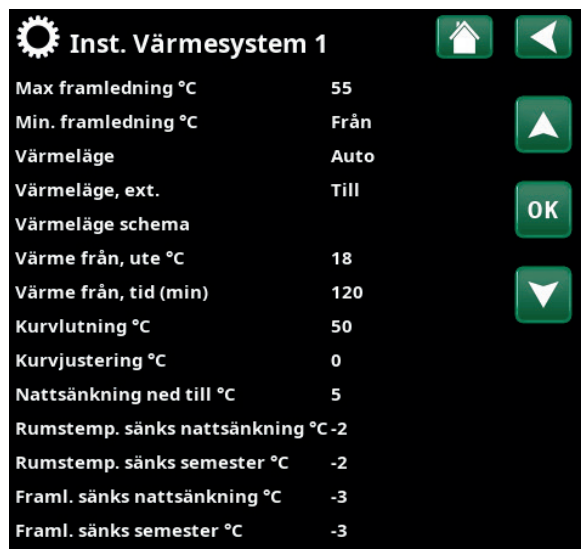 Inst. Värmesystem 1
Max framledning °C 55
Min. framledning °C Från
Värmeläge Auto
Värmeläge, ext. Till
OK
Värmeläge schema
Värme från, ute °C 18
Värme från, tid (min) 120
Kurvlutning °C 50
Kurvjustering °C 0
Nattsänkning ned till °C 5
Rumstemp. sänks nattsänkning °C -2
Rumstemp. sänks semester °C -2
Framl. sänks nattsänkning °C -3
Framl. sänks semester °C -3